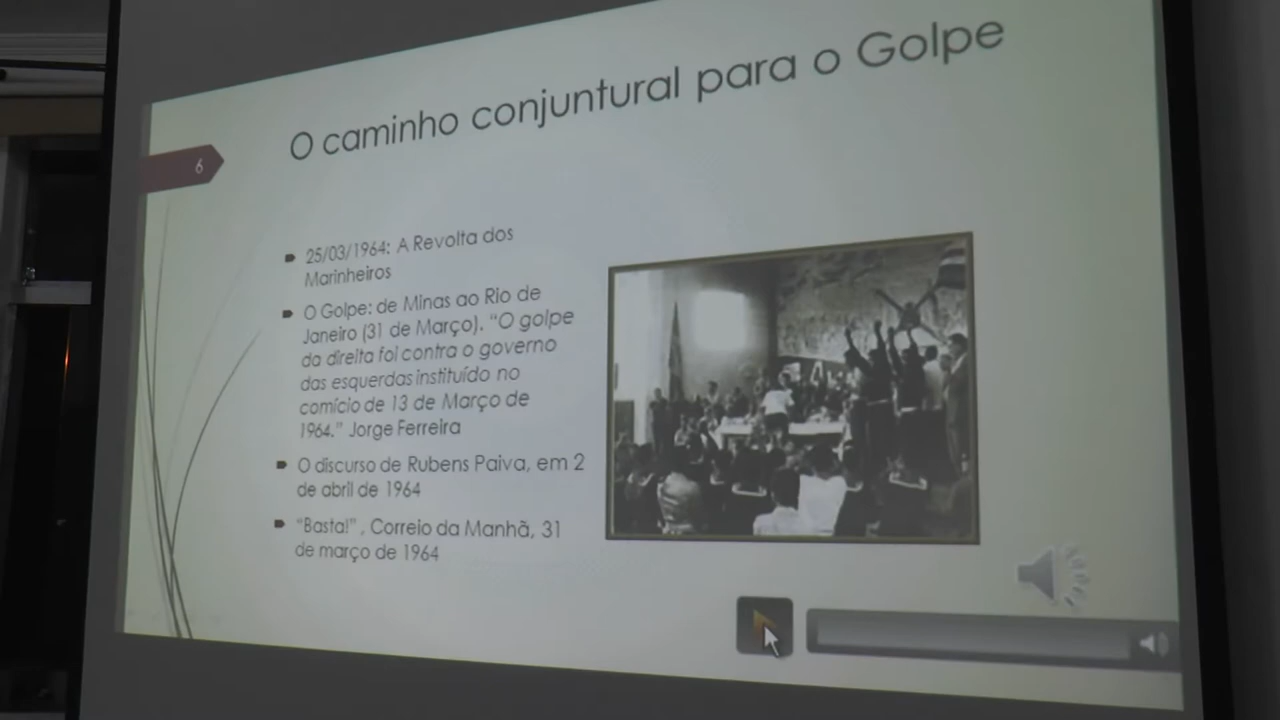 O caminho conjuntural para o Golpe
6
25/03/1964: A Revolta dos
Marinheiros
O Golpe: de Minas ao Rio de
Janeiro (31 de Março). “O golpe
da direita foi contra o governo
das esquerdas instituído no
comício de 13 de Março de
1964.” Jorge Ferreira
O discurso de Rubens Paiva, em 2
de abril de 1964
“Basta!” , Correio da Manhã, 31
de março de 1964